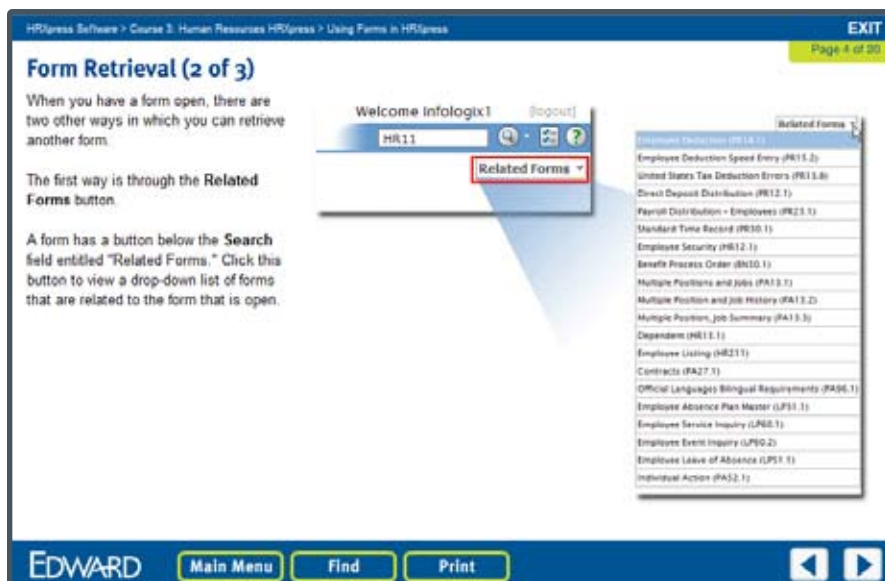 HRXpress Software > Course 3: Human Resources HRXpress > Using Forms in HRXpress
EXIT
Page 4 of 20
Form Retrieval (2 of 3)
When you have a form open, there are
two other ways in which you can retrieve
another form.
The first way is through the Related
Forms button.
A form has a button below the Search
field entitled "Related Forms." Click this
button to view a drop-down list of forms
that are related to the form that is open.
Welcome Infologix1 [logout]
HR11
Related Forms
Related Forms
Employee Deduction (PR14.1)
Employee Deduction Speed Entry (PR15.2)
United States Tax Deduction Errors (PR13.8)
Direct Deposit Distribution (PR12.1)
Payroll Distribution - Employees (PR23.1)
Standard Time Record (PR30.1)
Employee Security (HR12.1)
Benefit Process Order (BN30.1)
Multiple Positions and Jobs (PA13.1)
Multiple Position and Job History (PA13.2)
Multiple Position, Job Summary (PA13.3)
Dependent (HR13.1)
Employee Listing (HR211)
Contracts (PA27.1)
Official Languages Bilingual Requirements (PA96.1)
Employee Absence Plan Master (LP31.1)
Employee Service Inquiry (LP60.1)
Employee Event Inquiry (LP60.2)
Employee Leave of Absence (LP51.1)
Individual Action (PA52.1)
EDWARD
Main Menu
Find
Print